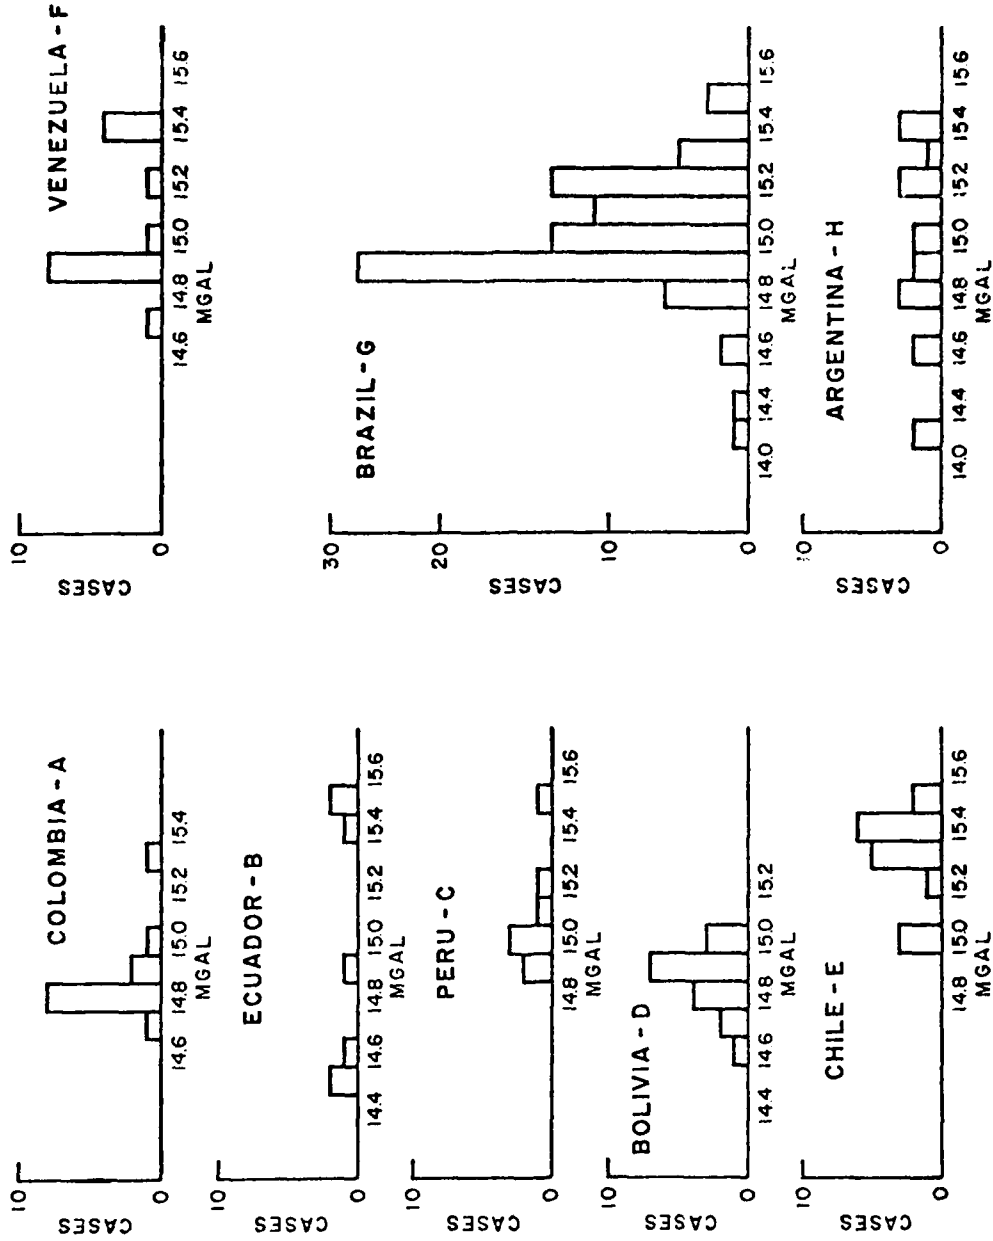 COLOMBIA - A
10
CASES
0
14.6 14.8 15.0 15.2 15.4
MGAL
ECUADOR - B
10
CASES
0
14.4 14.6 14.8 15.0 15.2 15.4 15.6
MGAL
PERU - C
10
CASES
0
14.8 15.0 15.2 15.4 15.6
MGAL
BOLIVIA - D
10
CASES
0
14.4 14.6 14.8 15.0 15.2
MGAL
CHILE - E
10
CASES
0
14.8 15.0 15.2 15.4 15.6
MGAL
VENEZUELA - F
10
CASES
0
14.6 14.8 15.0 15.2 15.4 15.6
MGAL
BRAZIL - G
30
20
CASES
10
0
14.0 14.4 14.6 14.8 15.0 15.2 15.4 15.6
MGAL
ARGENTINA - H
CASES
0
14.0 14.4 14.6 14.8 15.0 15.2 15.4 15.6
MGAL